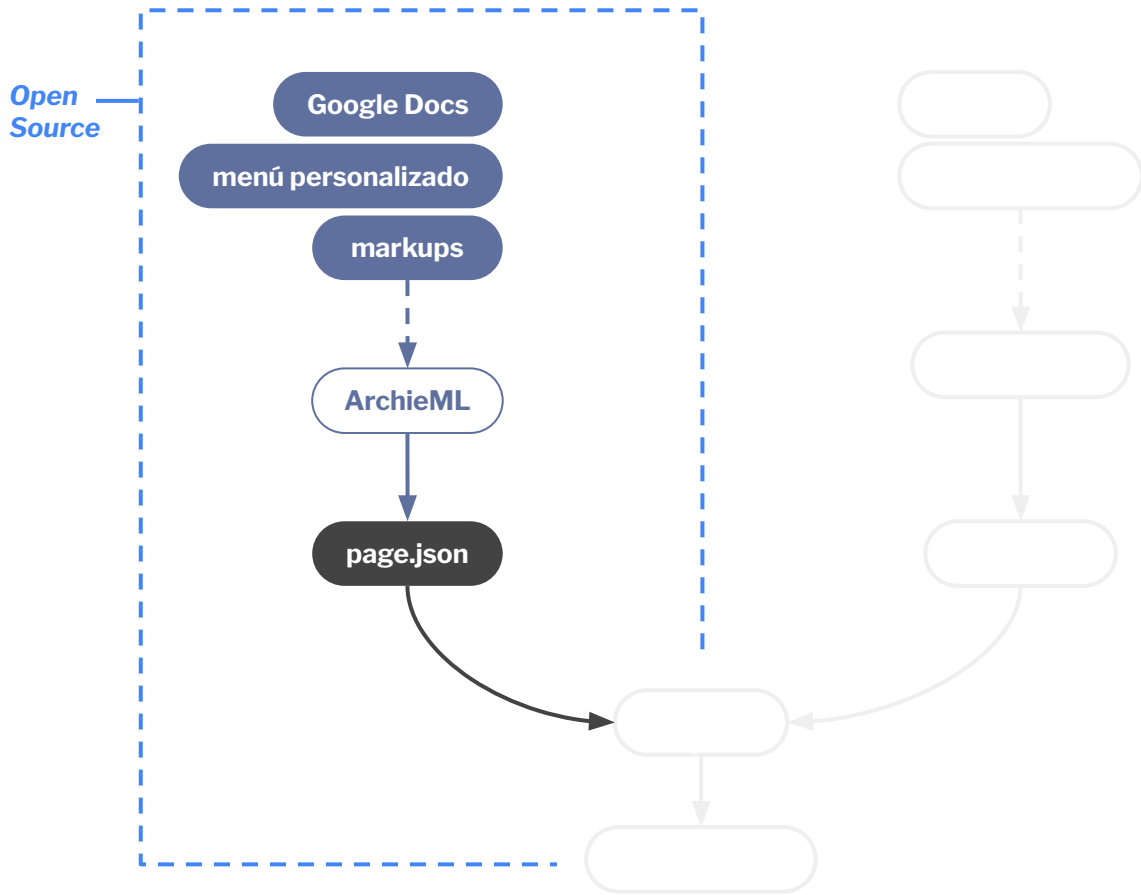 Open
Source
Google Docs
menú personalizado
markups
ArchieML
page.json